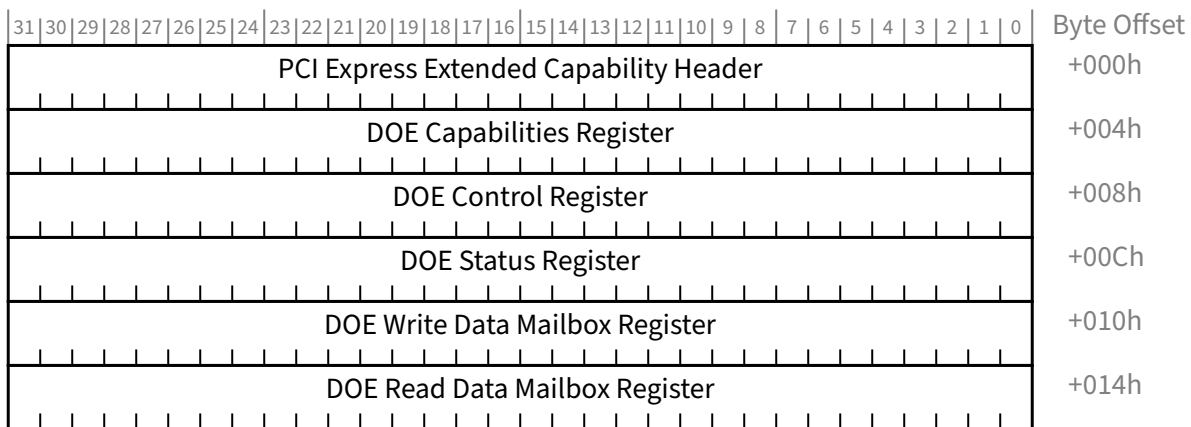 31 30 29 28 27 26 25 24 23 22 21 20 19 18 17 16 15 14 13 12 11 10 9 8 7 6 5 4 3 2 1 0 Byte Offset
PCI Express Extended Capability Header +000h
DOE Capabilities Register +004h
DOE Control Register +008h
DOE Status Register +00Ch
DOE Write Data Mailbox Register +010h
DOE Read Data Mailbox Register +014h